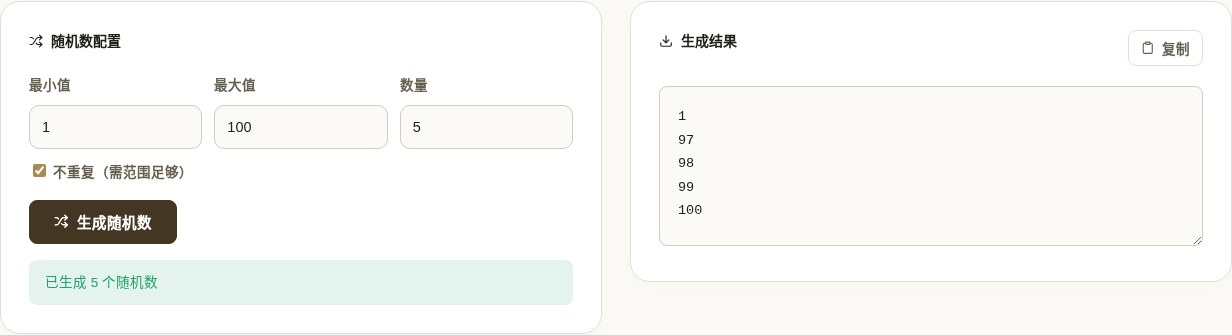 随机数配置
最小值 最大值 数量
1 100 5
不重复（需范围足够）
生成随机数
已生成 5 个随机数
生成结果
复制
1
97
98
99
100